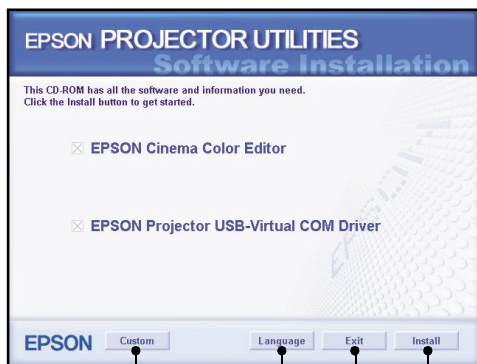 EPSON PROJECTOR UTILITIES
Software Installation
This CD-ROM has all the software and information you need.
Click the Install button to get started.
EPSON Cinema Color Editor
EPSON Projector USB-Virtual COM Driver
EPSON
EPSON Custom Language Exit Install